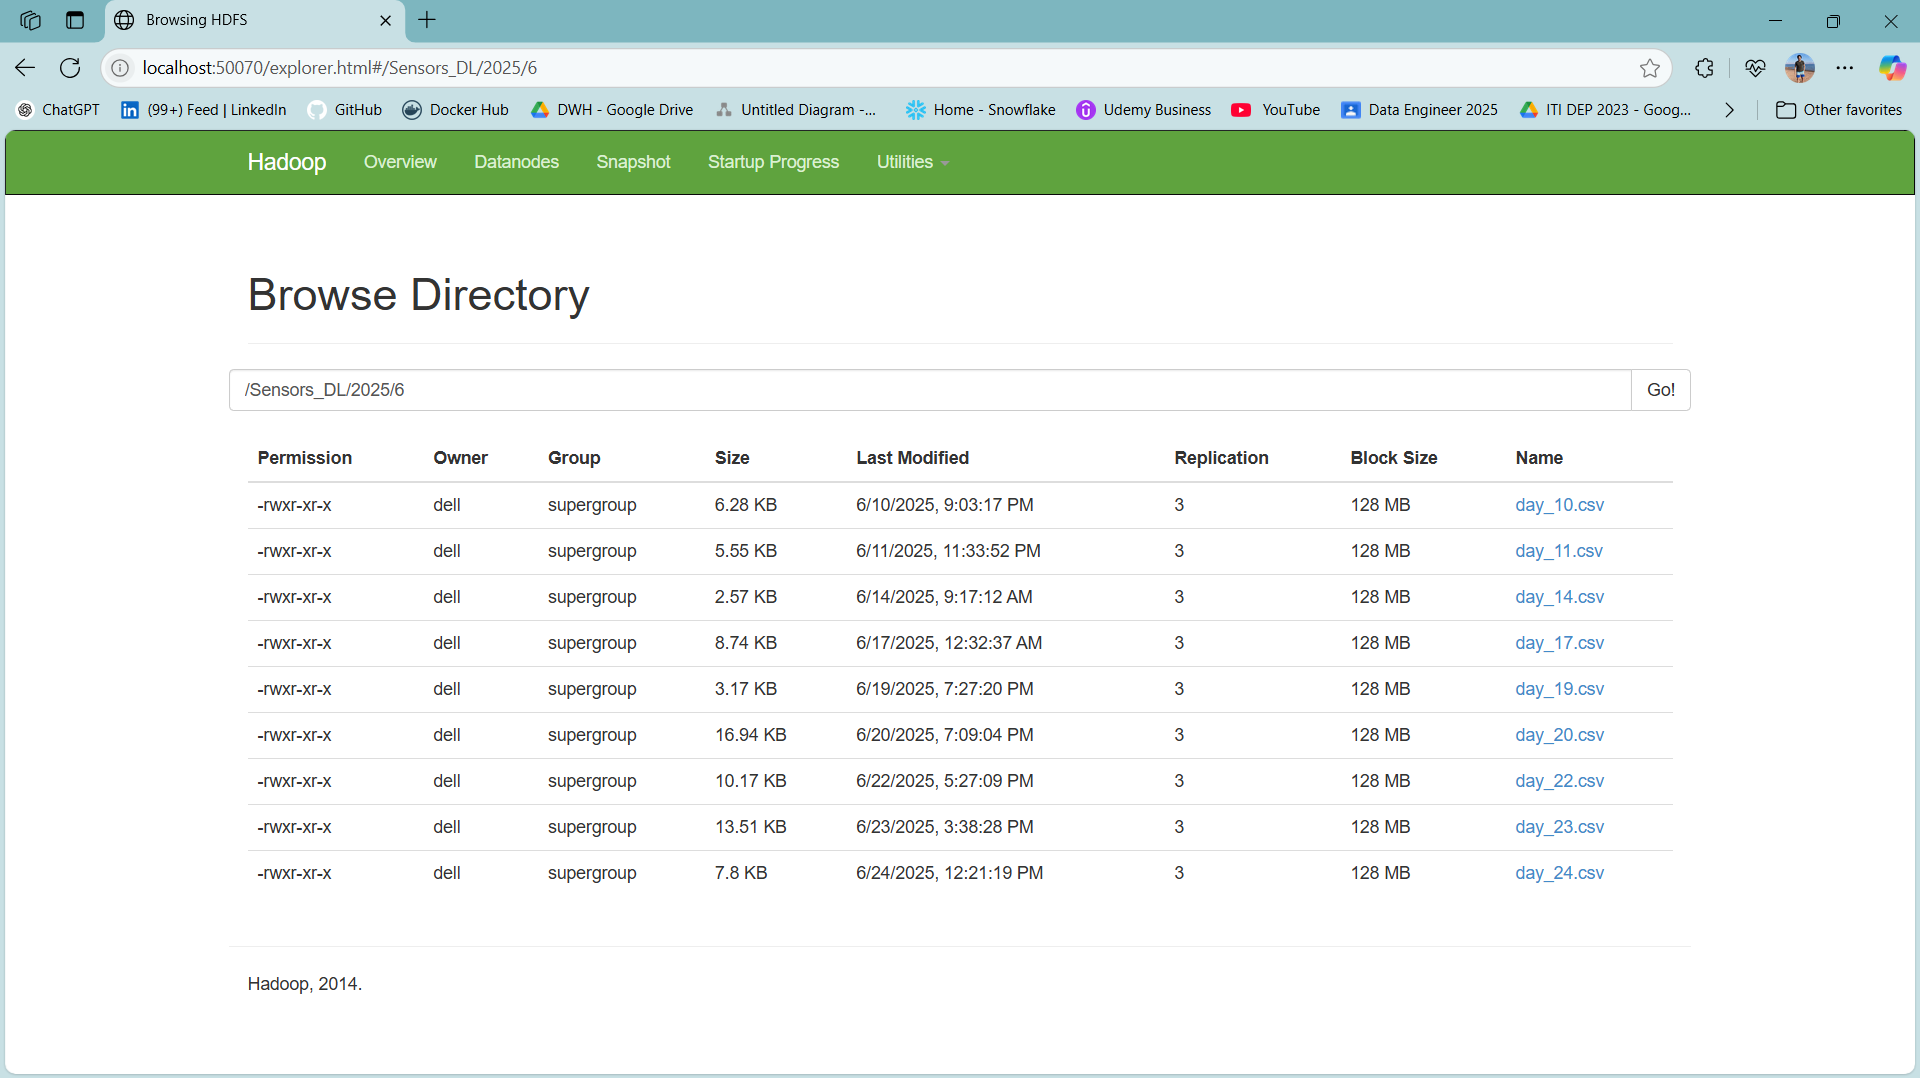 Browsing HDFS
localhost:50070/explorer.html#/Sensors_DL/2025/6
ChatGPT (99+) Feed | LinkedIn GitHub Docker Hub DWH - Google Drive Untitled Diagram -... Home - Snowflake Udemy Business YouTube Data Engineer 2025 ITI DEP 2023 - Goog... Other favorites
Hadoop Overview Datanodes Snapshot Startup Progress Utilities
Browse Directory
/Sensors_DL/2025/6 Go!
Permission Owner Group Size Last Modified Replication Block Size Name
-rwxr-xr-x dell supergroup 6.28 KB 6/10/2025, 9:03:17 PM 3 128 MB day_10.csv
-rwxr-xr-x dell supergroup 5.55 KB 6/11/2025, 11:33:52 PM 3 128 MB day_11.csv
-rwxr-xr-x dell supergroup 2.57 KB 6/14/2025, 9:17:12 AM 3 128 MB day_14.csv
-rwxr-xr-x dell supergroup 8.74 KB 6/17/2025, 12:32:37 AM 3 128 MB day_17.csv
-rwxr-xr-x dell supergroup 3.17 KB 6/19/2025, 7:27:20 PM 3 128 MB day_19.csv
-rwxr-xr-x dell supergroup 16.94 KB 6/20/2025, 7:09:04 PM 3 128 MB day_20.csv
-rwxr-xr-x dell supergroup 10.17 KB 6/22/2025, 5:27:09 PM 3 128 MB day_22.csv
-rwxr-xr-x dell supergroup 13.51 KB 6/23/2025, 3:38:28 PM 3 128 MB day_23.csv
-rwxr-xr-x dell supergroup 7.8 KB 6/24/2025, 12:21:19 PM 3 128 MB day_24.csv
Hadoop, 2014.